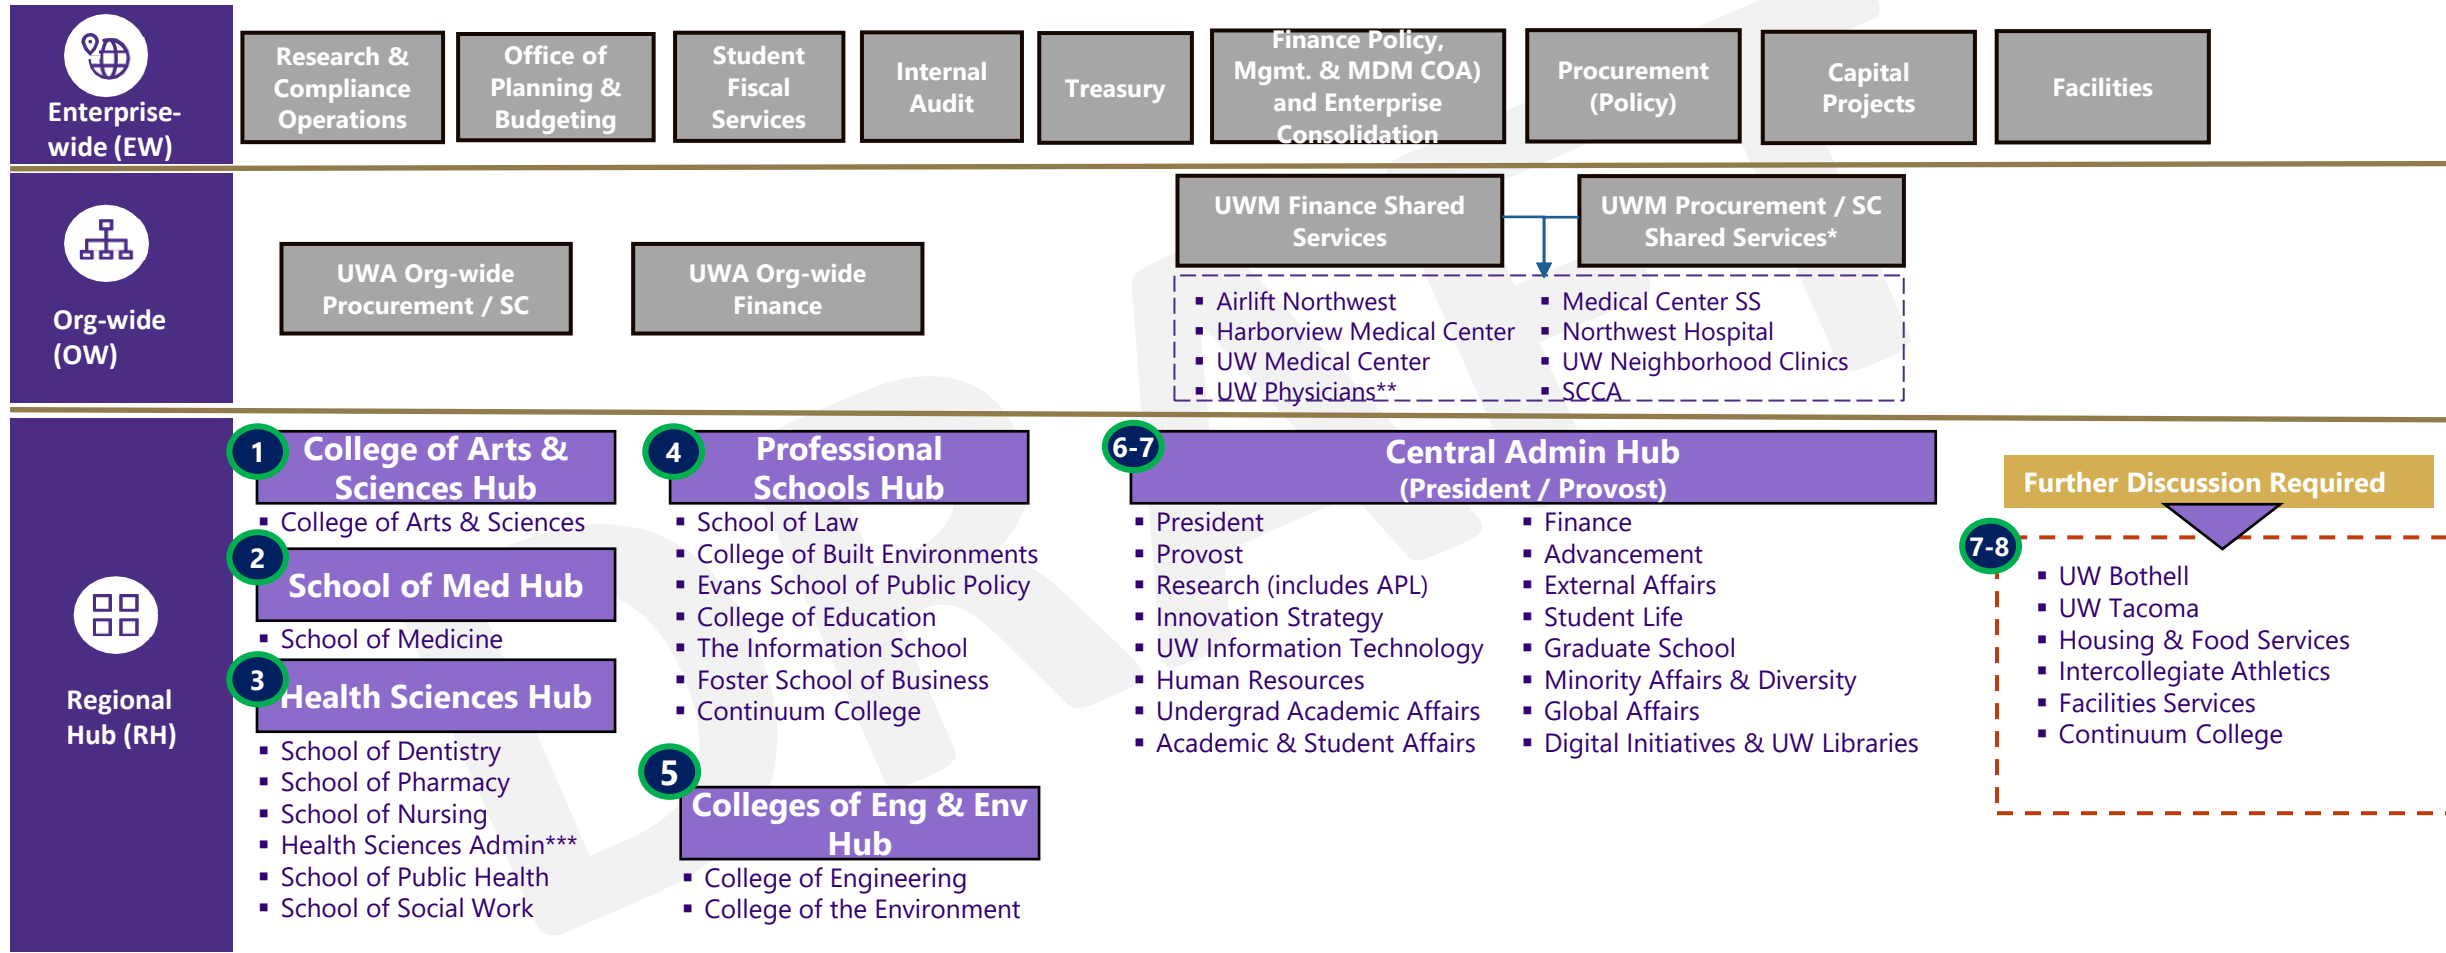 Enterprise-
wide (EW)
Research &
Compliance
Operations
Office of
Planning &
Budgeting
Student
Fiscal
Services
Internal
Audit
Treasury
Finance Policy,
Mgmt. & MDM COA)
and Enterprise
Consolidation
Procurement
(Policy)
Capital
Projects
Facilities
Org-wide
(OW)
UWA Org-wide
Procurement / SC
UWA Org-wide
Finance
UWM Finance Shared
Services
UWM Procurement / SC
Shared Services*
▪ Airlift Northwest
▪ Harborview Medical Center
▪ UW Medical Center
▪ UW Physicians**
▪ Medical Center SS
▪ Northwest Hospital
▪ UW Neighborhood Clinics
▪ SCCA
Regional
Hub (RH)
1
College of Arts &
Sciences Hub
▪ College of Arts & Sciences
2
School of Med Hub
▪ School of Medicine
3
Health Sciences Hub
▪ School of Dentistry
▪ School of Pharmacy
▪ School of Nursing
▪ Health Sciences Admin***
▪ School of Public Health
▪ School of Social Work
4
Professional
Schools Hub
▪ School of Law
▪ College of Built Environments
▪ Evans School of Public Policy
▪ College of Education
▪ The Information School
▪ Foster School of Business
▪ Continuum College
5
Colleges of Eng & Env
Hub
▪ College of Engineering
▪ College of the Environment
6-7
Central Admin Hub
(President / Provost)
▪ President
▪ Provost
▪ Research (includes APL)
▪ Innovation Strategy
▪ UW Information Technology
▪ Human Resources
▪ Undergrad Academic Affairs
▪ Academic & Student Affairs
▪ Finance
▪ Advancement
▪ External Affairs
▪ Student Life
▪ Graduate School
▪ Minority Affairs & Diversity
▪ Global Affairs
▪ Digital Initiatives & UW Libraries
Further Discussion Required
7-8
▪ UW Bothell
▪ UW Tacoma
▪ Housing & Food Services
▪ Intercollegiate Athletics
▪ Facilities Services
▪ Continuum College
DRAFT